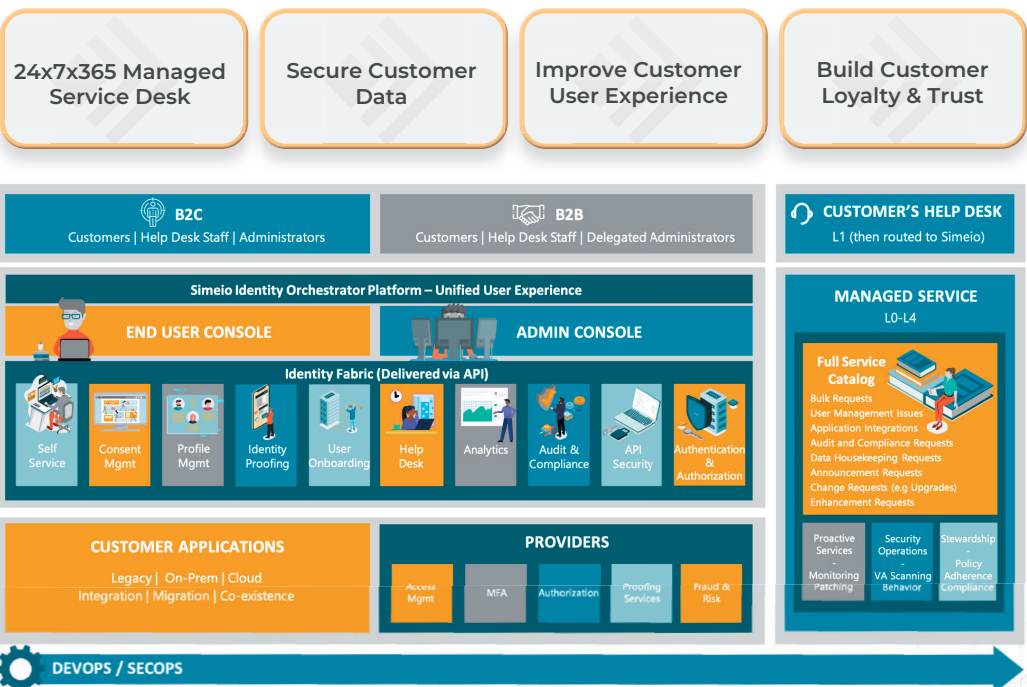 24x7x365 Managed
Service Desk
Secure Customer
Data
Improve Customer
User Experience
Build Customer
Loyalty & Trust
B2C
Customers | Help Desk Staff | Administrators
B2B
Customers | Help Desk Staff | Delegated Administrators
CUSTOMER'S HELP DESK
L1 (then routed to Simeio)
Simeio Identity Orchestrator Platform – Unified User Experience
END USER CONSOLE
ADMIN CONSOLE
Identity Fabric (Delivered via API)
Self
Service
Consent
Mgmt
Profile
Mgmt
Identity
Proofing
User
Onboarding
Help
Desk
Analytics
Audit &
Compliance
API
Security
Authentication
&
Authorization
MANAGED SERVICE
L0-L4
Full Service
Catalog
Bulk Requests
User Management Issues
Application Integrations
Audit and Compliance Requests
Data Housekeeping Requests
Announcement Requests
Change Requests (e.g Upgrades)
Enhancement Requests
Proactive
Services
-
Monitoring
Patching
Security
Operations
-
VA Scanning
Behavior
Stewardship
-
Policy
Adherence
Compliance
CUSTOMER APPLICATIONS
Legacy | On-Prem | Cloud
Integration | Migration | Co-existence
PROVIDERS
Access
Mgmt
MFA
Authorization
Proofing
Services
Fraud &
Risk
DEVOPS / SECOPS